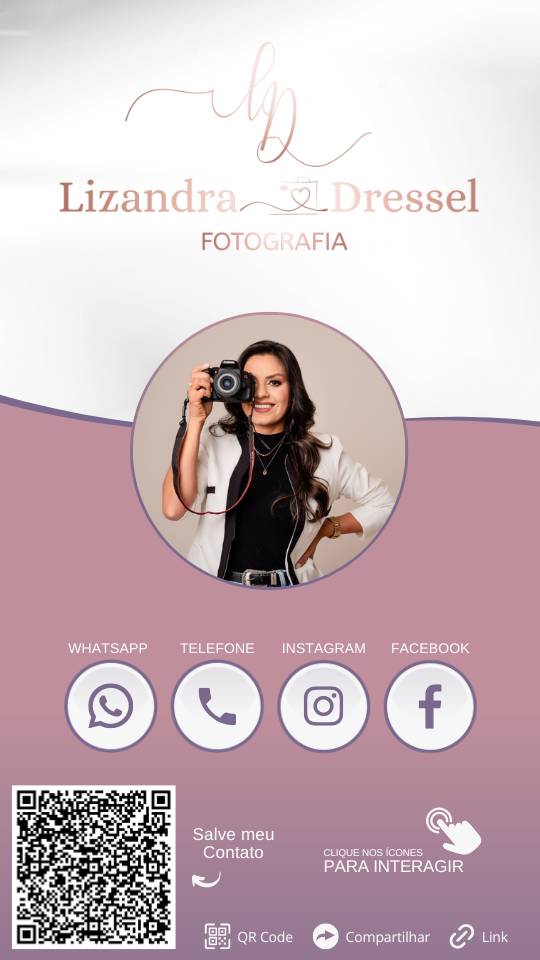 LD
Lizandra Dressel
FOTOGRAFIA
WHATSAPP TELEFONE INSTAGRAM FACEBOOK
Salve meu
Contato
CLIQUE NOS ÍCONES
PARA INTERAGIR
QR Code Compartilhar Link